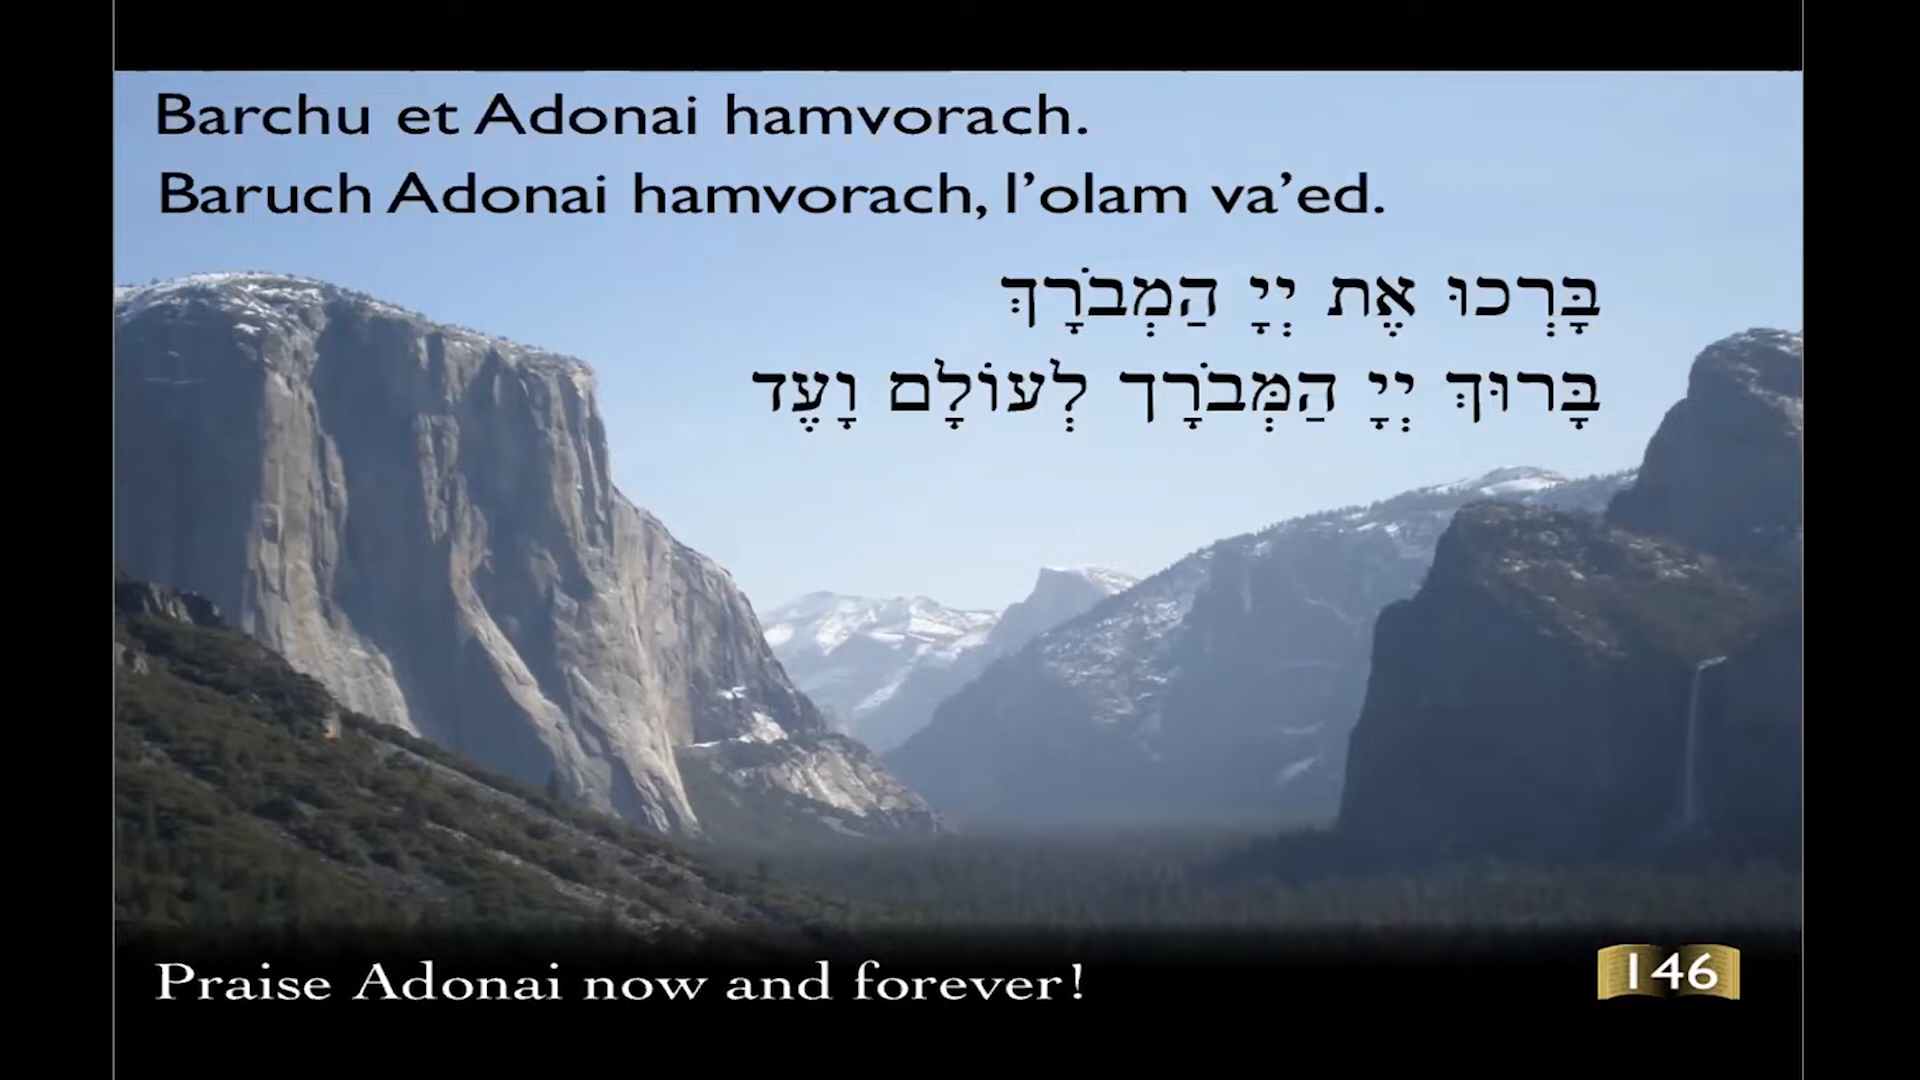 Barchu et Adonai hamvorach.
Baruch Adonai hamvorach, l’olam va’ed.
בָּרְכוּ אֶת יְיָ הַמְבֹרָךְ
בָּרוּךְ יְיָ הַמְּבֹרָך לְעוֹלָם וָעֶד
Praise Adonai now and forever!
146